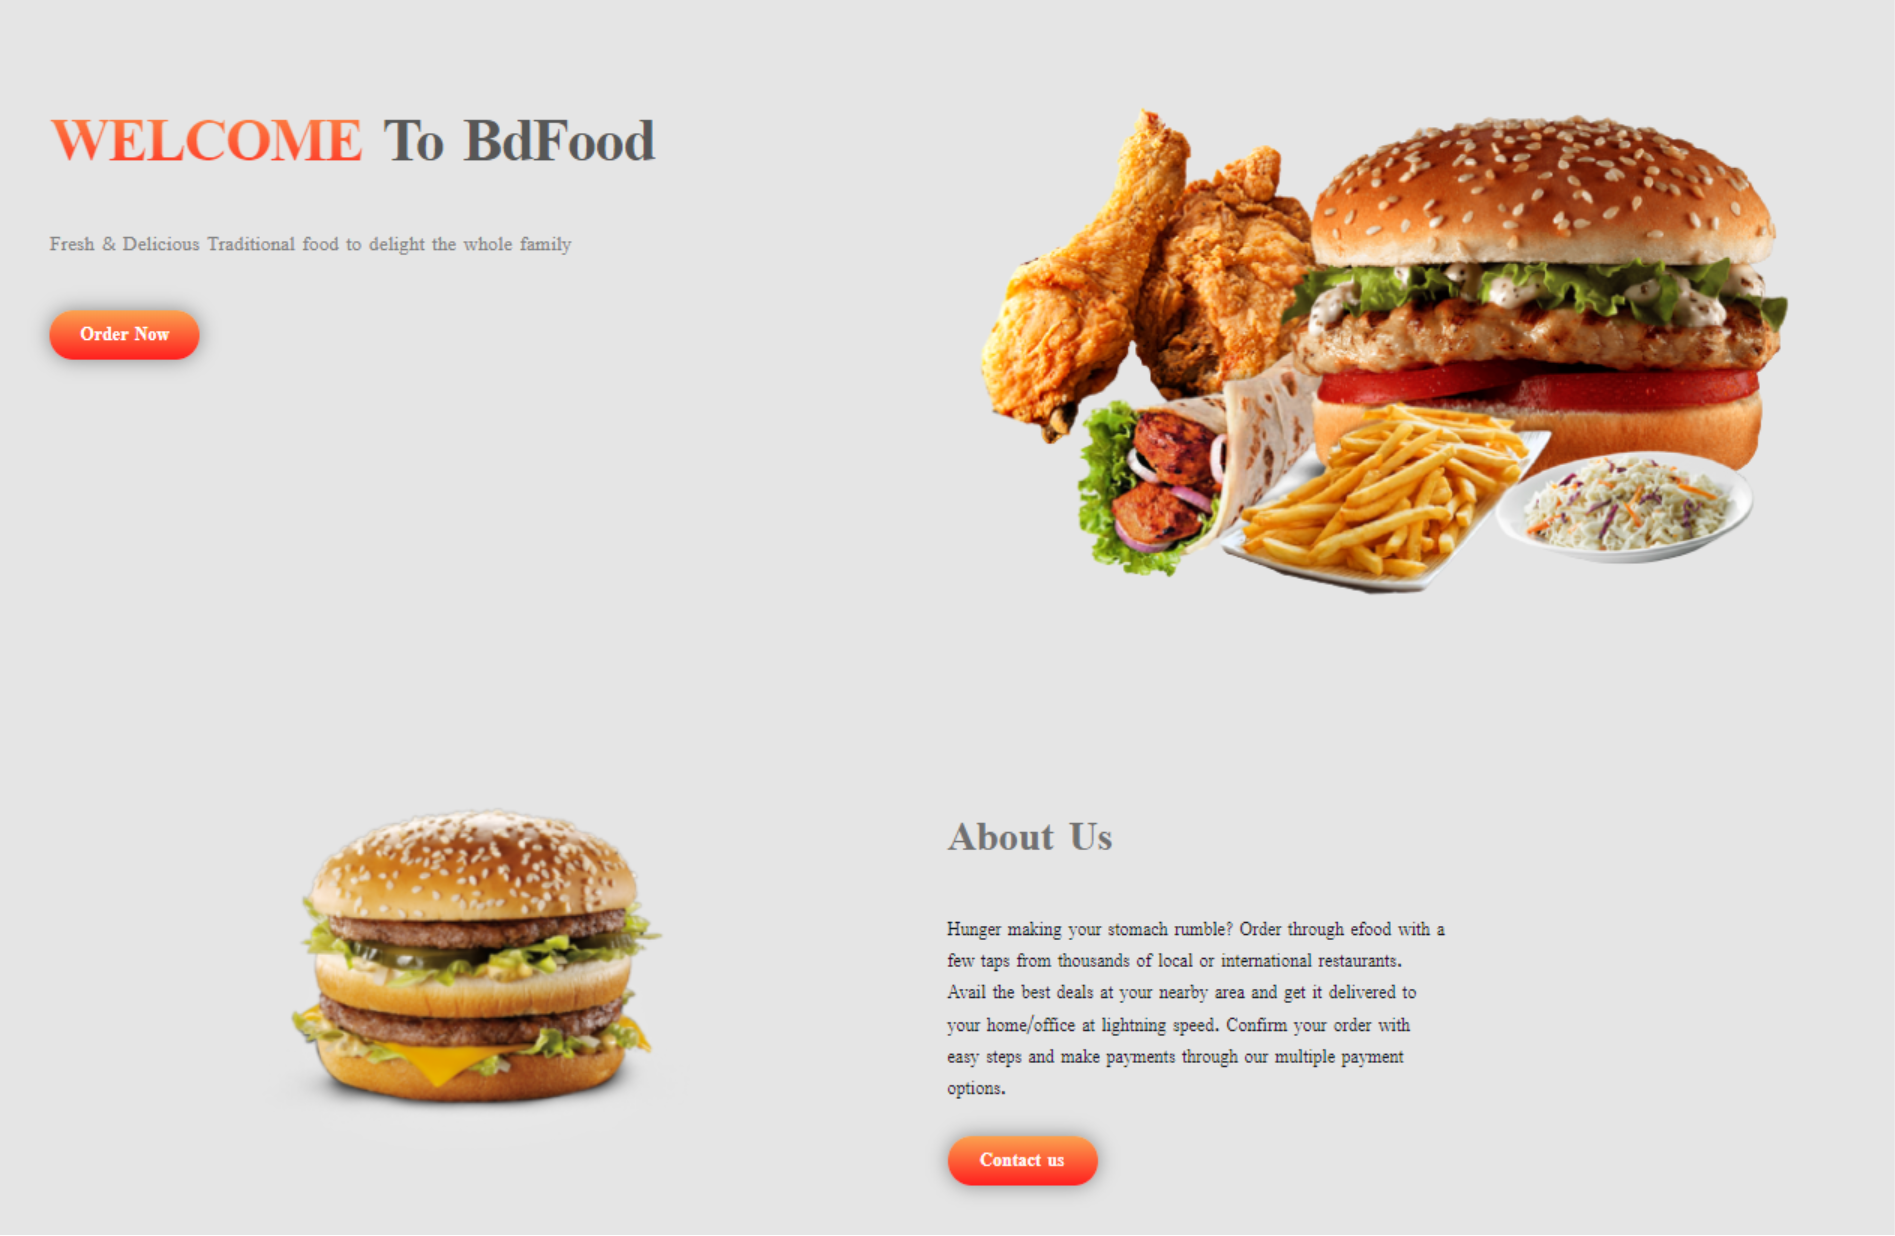 WELCOME To BdFood
Fresh & Delicious Traditional food to delight the whole family
Order Now
About Us
Hunger making your stomach rumble? Order through efood with a
few taps from thousands of local or international restaurants.
Avail the best deals at your nearby area and get it delivered to
your home/office at lightning speed. Confirm your order with
easy steps and make payments through our multiple payment
options.
Contact us